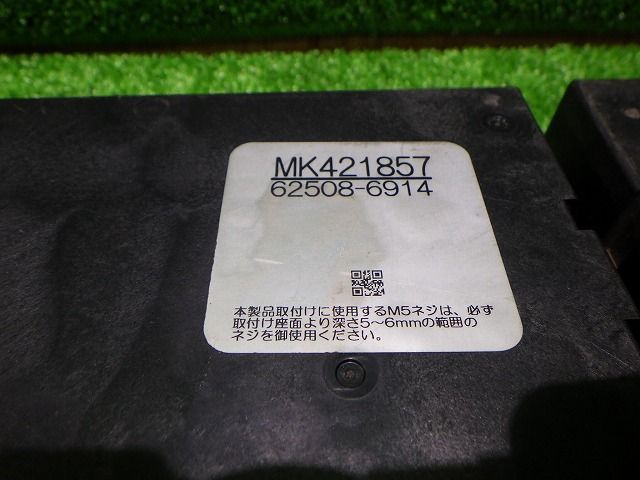 MK421857
62508-6914
本製品取付けに使用するM5ネジは、必ず
取付け座面より深さ5〜6mmの範囲の
ネジを御使用ください。